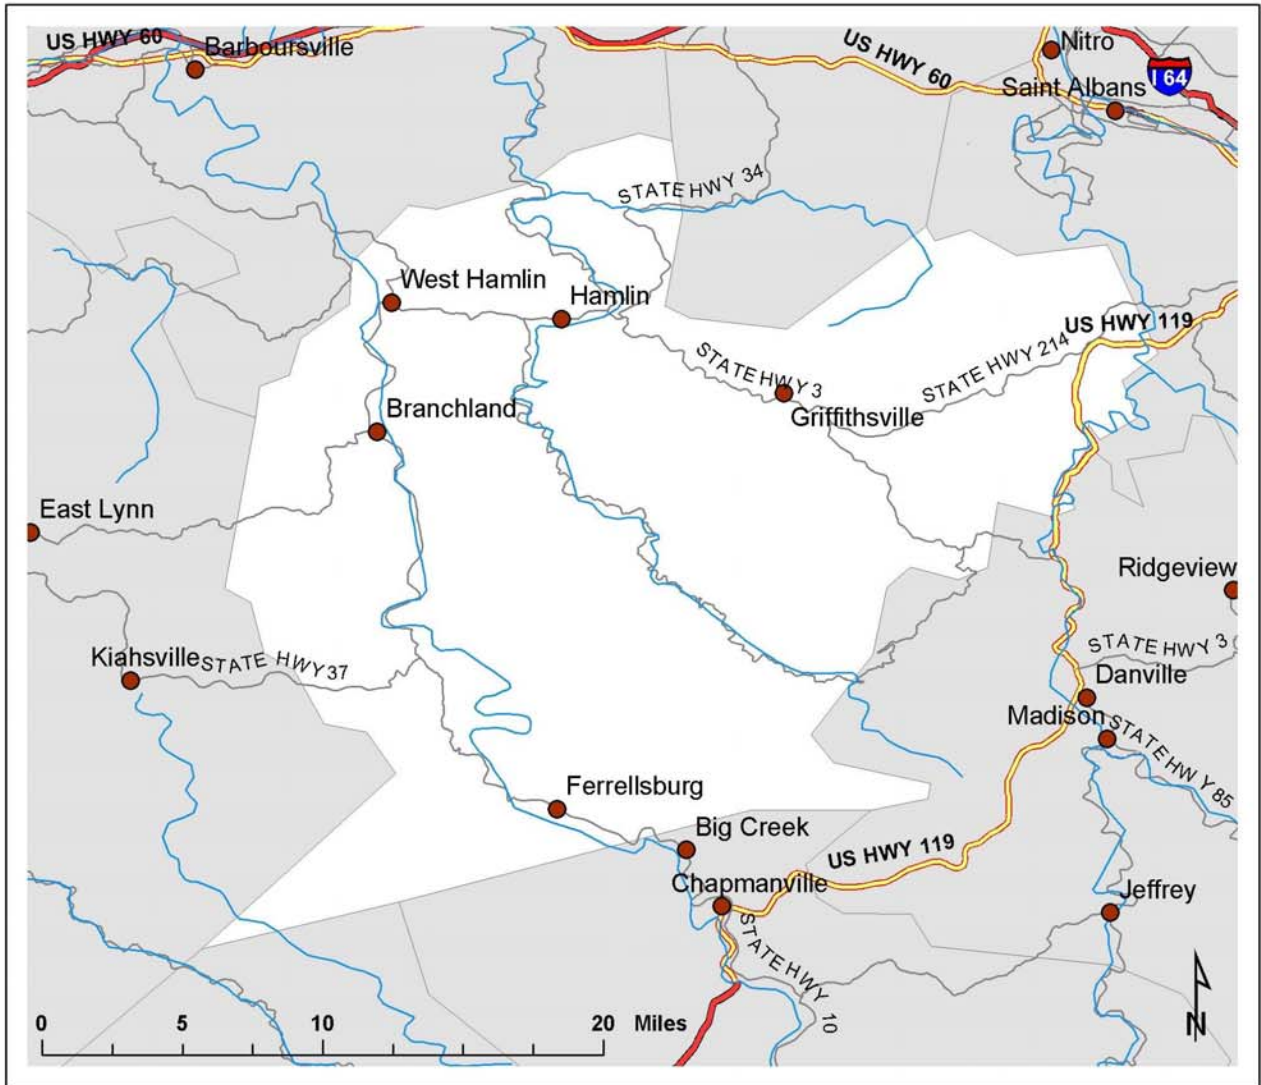 US HWY 60
Barboursville
US HWY 60
Nitro
I 64
Saint Albans
STATE HWY 34
West Hamlin
Hamlin
US HWY 119
STATE HWY 3
STATE HWY 214
Branchland
Griffithsville
East Lynn
Ridgeview
Kiahsville
STATE HWY 37
STATE HWY 3
Danville
Madison
STATE HWY 85
Ferrellsburg
Big Creek
US HWY 119
Chapmanville
Jeffrey
STATE HWY 10
0 5 10 20 Miles
N